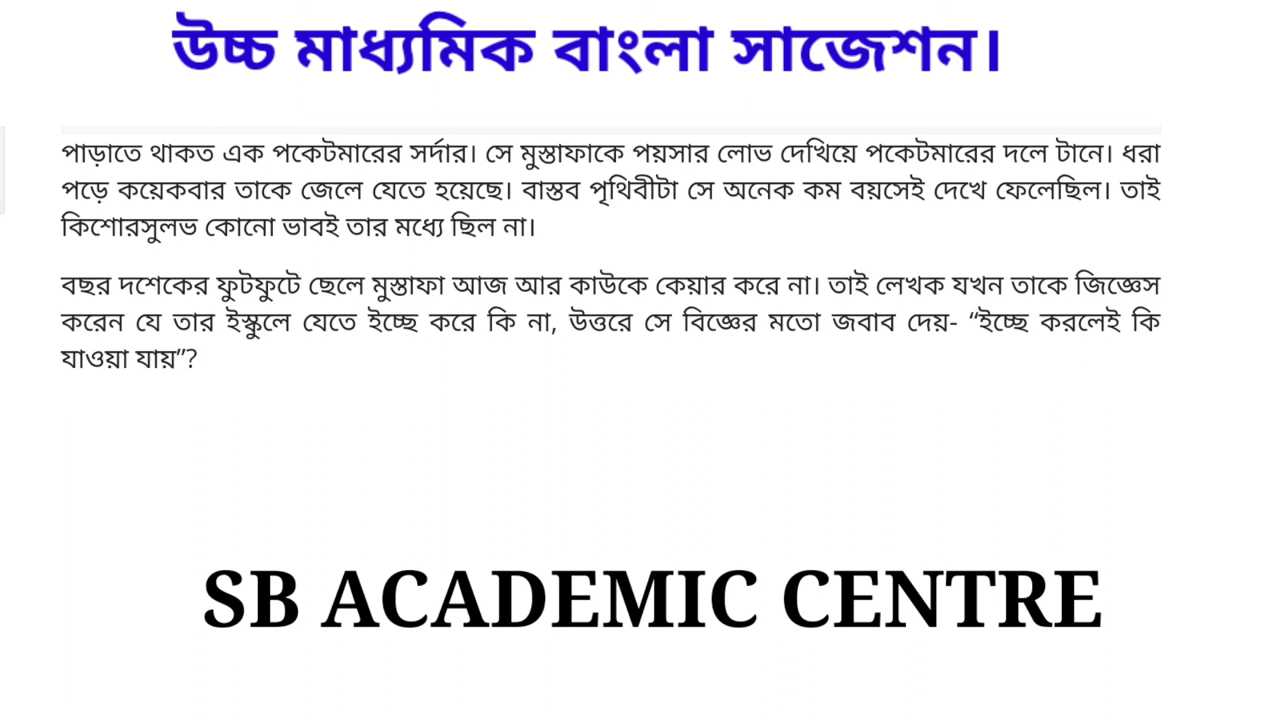 উচ্চ মাধ্যমিক বাংলা সাজেশন।
পাড়াতে থাকত এক পকেটমারের সর্দার। সে মুস্তাফাকে পয়সার লোভ দেখিয়ে পকেটমারের দলে টানে। ধরা
পড়ে কয়েকবার তাকে জেলে যেতে হয়েছে। বাস্তব পৃথিবীটা সে অনেক কম বয়সেই দেখে ফেলেছিল। তাই
কিশোরসুলভ কোনো ভাবই তার মধ্যে ছিল না।
বছর দশেকের ফুটফুটে ছেলে মুস্তাফা আজ আর কাউকে কেয়ার করে না। তাই লেখক যখন তাকে জিজ্ঞেস
করেন যে তার ইস্কুলে যেতে ইচ্ছে করে কি না, উত্তরে সে বিজ্ঞের মতো জবাব দেয়- “ইচ্ছে করলেই কি
যাওয়া যায়”?
SB ACADEMIC CENTRE